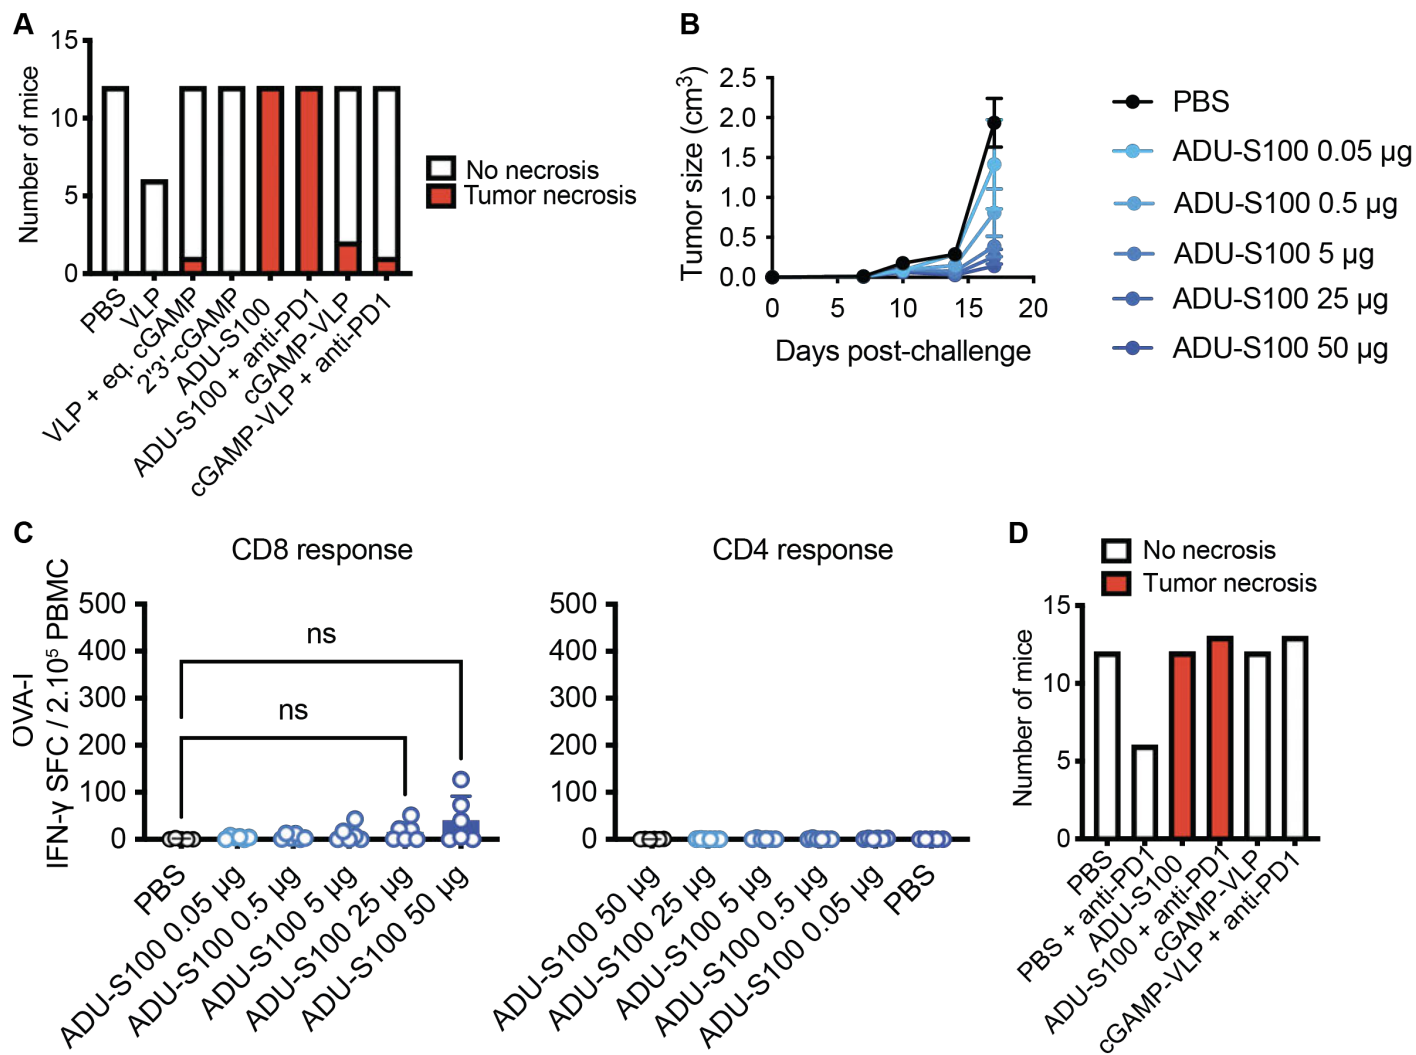 A
Number of mice
15
10
5
0
PBS
VLP
VLP + eq. cGAMP
2'3'-cGAMP
ADU-S100
ADU-S100 + anti-PD1
cGAMP-VLP
cGAMP-VLP + anti-PD1
No necrosis
Tumor necrosis
B
Tumor size (cm³)
2.5
2.0
1.5
1.0
0.5
0.0
0
5
10
15
20
Days post-challenge
PBS
ADU-S100 0.05 µg
ADU-S100 0.5 µg
ADU-S100 5 µg
ADU-S100 25 µg
ADU-S100 50 µg
C
CD8 response
OVA-I
IFN-γ SFC / 2.10⁵ PBMC
500
400
300
200
100
0
ns
ns
PBS
ADU-S100 0.05 µg
ADU-S100 0.5 µg
ADU-S100 5 µg
ADU-S100 25 µg
ADU-S100 50 µg
CD4 response
500
400
300
200
100
0
ADU-S100 50 µg
ADU-S100 25 µg
ADU-S100 5 µg
ADU-S100 0.5 µg
ADU-S100 0.05 µg
PBS
D
No necrosis
Tumor necrosis
Number of mice
15
10
5
0
PBS
PBS + anti-PD1
ADU-S100
ADU-S100 + anti-PD1
cGAMP-VLP
cGAMP-VLP + anti-PD1